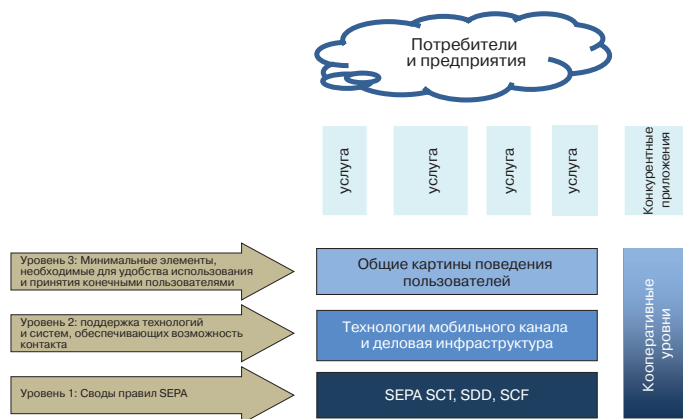 Потребители
и предприятия
услуга
услуга
услуга
услуга
Конкурентные
приложения
Уровень 3: Минимальные элементы,
необходимые для удобства использования
и принятия конечными пользователями
Общие картины поведения
пользователей
Уровень 2: поддержка технологий
и систем, обеспечивающих возможность
контакта
Технологии мобильного канала
и деловая инфраструктура
Уровень 1: Своды правил SEPA
SEPA SCT, SDD, SCF
Кооперативные
уровни